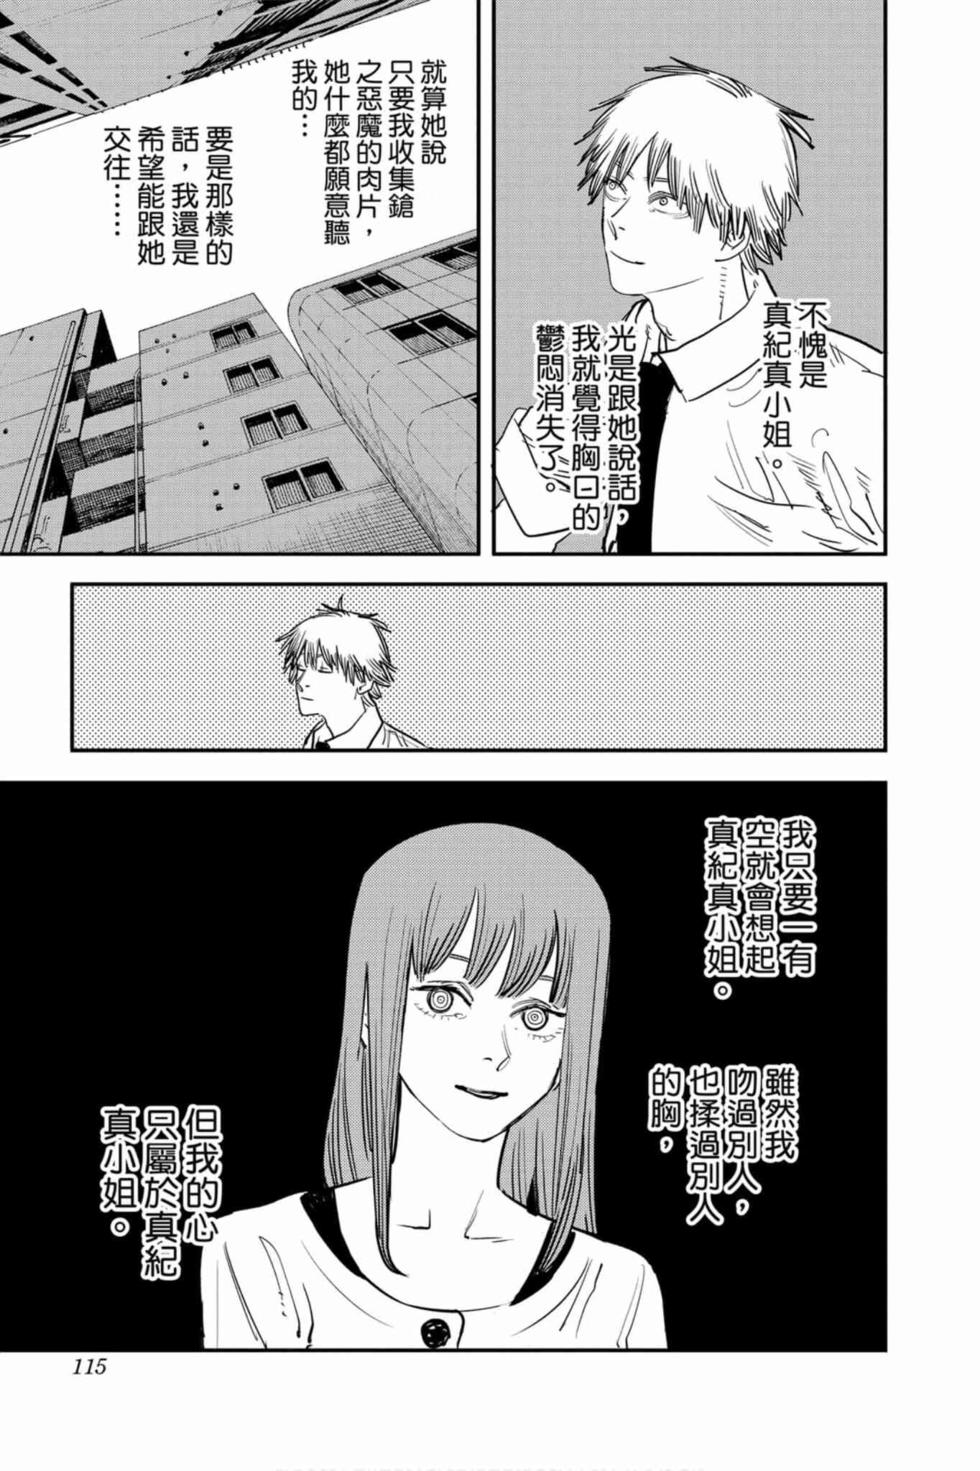 不愧是
真紀真小姐。
光是跟她說話，
我就覺得胸口的
鬱悶消失了。
就算她說
只要我收集鎗
之惡魔的肉片，
她什麼都願意聽
我的…
要是那樣的
話，我還是
希望能跟她
交往……
我只要一有
空就會想起
真紀真小姐。
雖然我
吻過別人，
也揉過別人
的胸，
但我的心
只屬於真紀
真小姐。
115